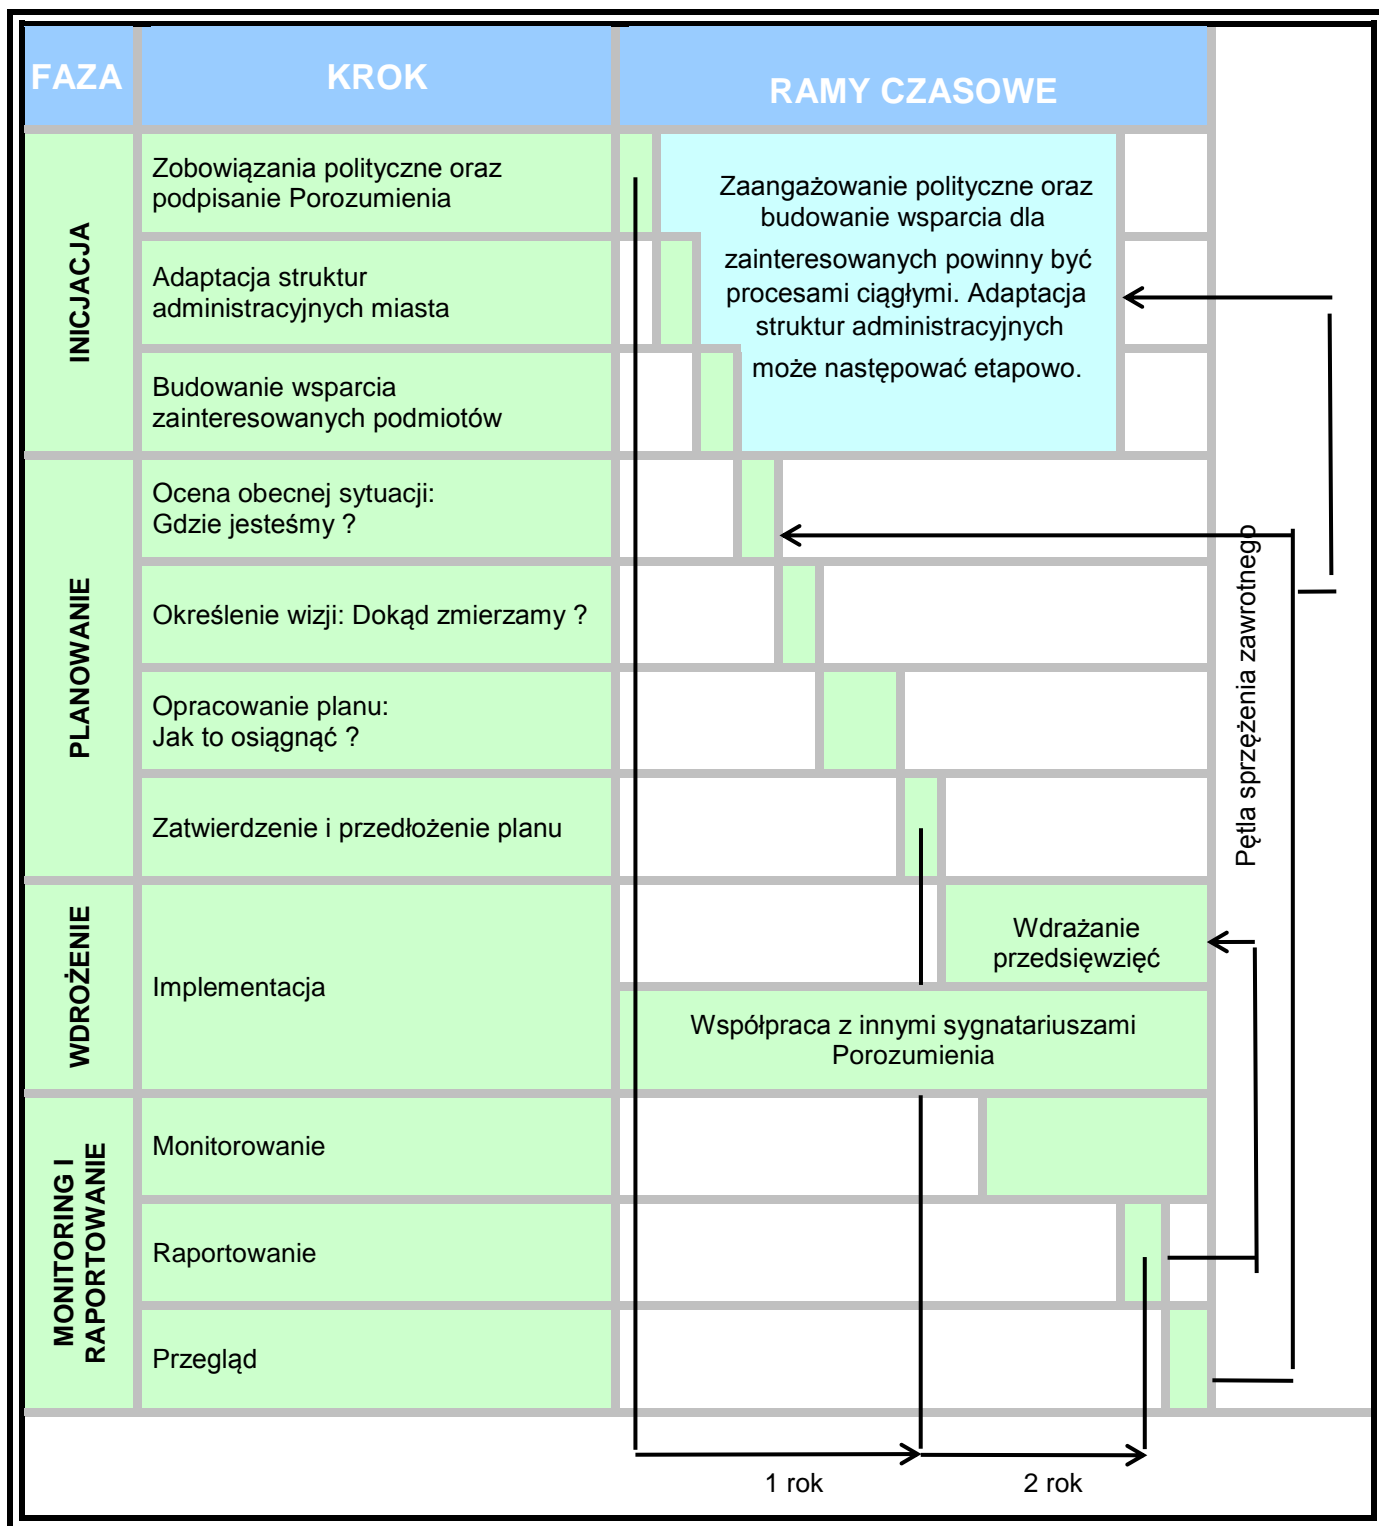 FAZA
KROK
RAMY CZASOWE
INICJACJA
Zobowiązania polityczne oraz
podpisanie Porozumienia
Zaangażowanie polityczne oraz
budowanie wsparcia dla
zainteresowanych powinny być
procesami ciągłymi. Adaptacja
struktur administracyjnych
może następować etapowo.
Adaptacja struktur
administracyjnych miasta
Budowanie wsparcia
zainteresowanych podmiotów
PLANOWANIE
Ocena obecnej sytuacji:
Gdzie jesteśmy ?
Określenie wizji: Dokąd zmierzamy ?
Opracowanie planu:
Jak to osiągnąć ?
Zatwierdzenie i przedłożenie planu
Pętla sprzężenia zawrotnego
WDROŻENIE
Implementacja
Wdrażanie
przedsięwzięć
Współpraca z innymi sygnatariuszami
Porozumienia
MONITORING I
RAPORTOWANIE
Monitorowanie
Raportowanie
Przegląd
1 rok
2 rok